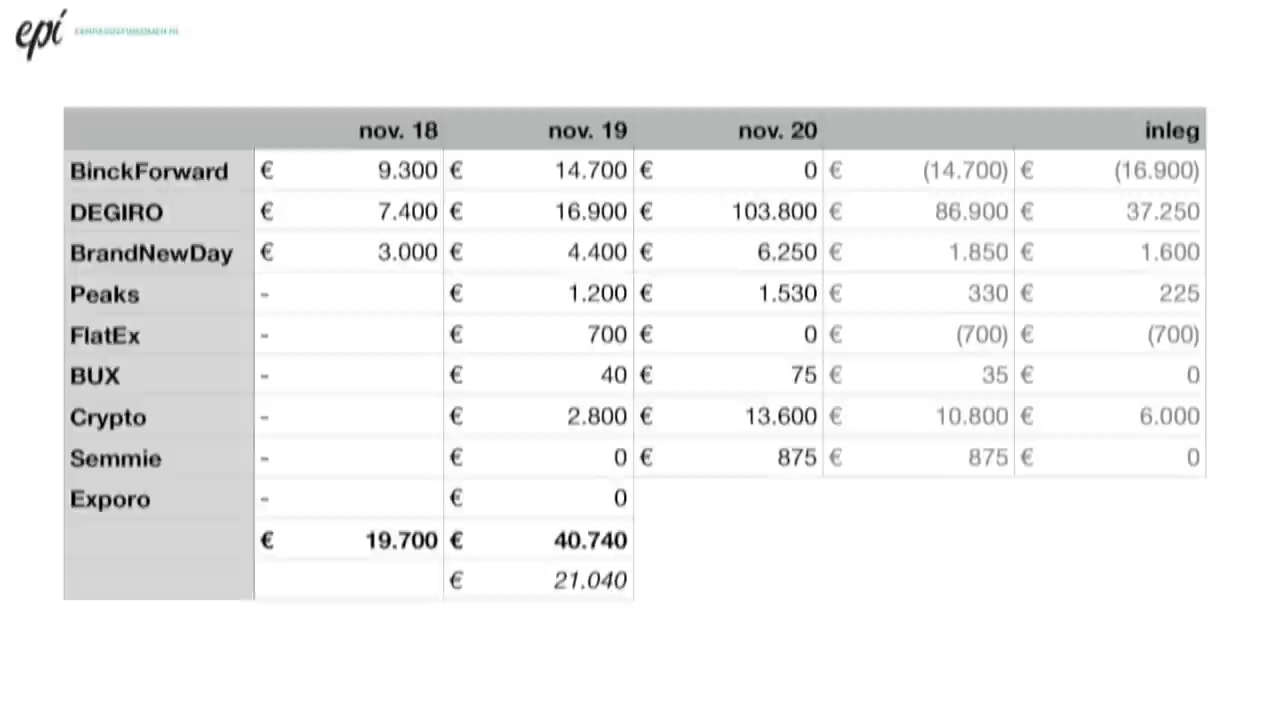 epi
nov. 18 nov. 19 nov. 20 inleg
BinckForward € 9.300 € 14.700 € 0 € (14.700) € (16.900)
DEGIRO € 7.400 € 16.900 € 103.800 € 86.900 € 37.250
BrandNewDay € 3.000 € 4.400 € 6.250 € 1.850 € 1.600
Peaks - € 1.200 € 1.530 € 330 € 225
FlatEx - € 700 € 0 € (700) € (700)
BUX - € 40 € 75 € 35 € 0
Crypto - € 2.800 € 13.600 € 10.800 € 6.000
Semmie - € 0 € 875 € 875 € 0
Exporo - € 0
€ 19.700 € 40.740
€ 21.040